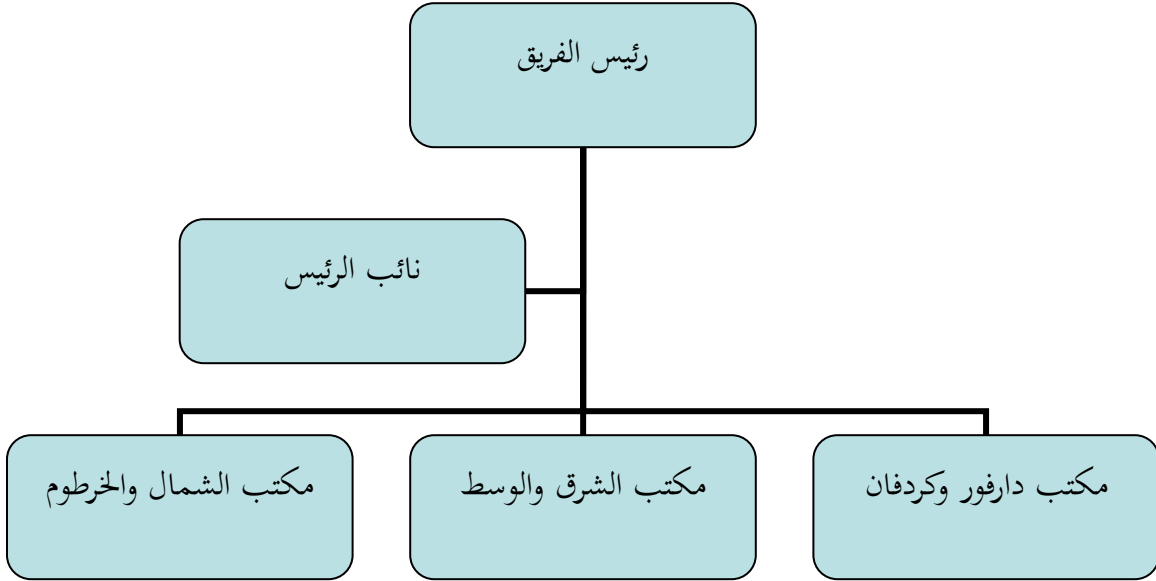 رئيس الفريق
نائب الرئيس
مكتب دارفور وكردفان
مكتب الشرق والوسط
مكتب الشمال والخرطوم